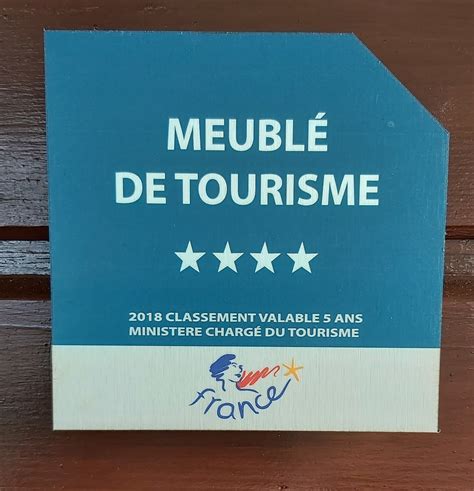 MEUBLÉ
DE TOURISME
2018 CLASSEMENT VALABLE 5 ANS
MINISTERE CHARGÉ DU TOURISME
france